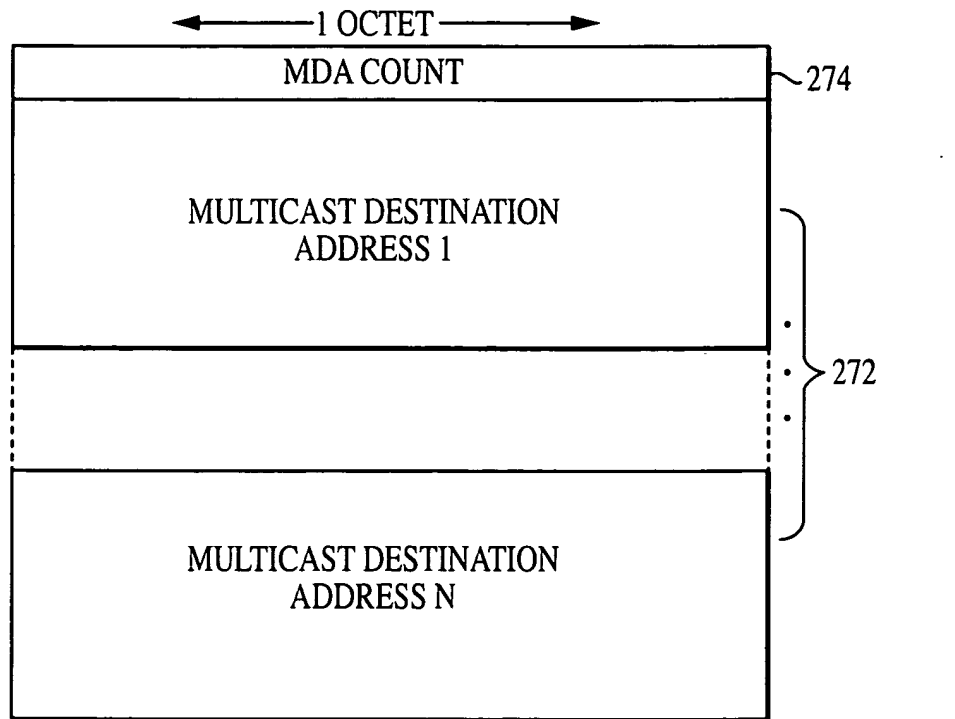 1 OCTET
MDA COUNT
274
MULTICAST DESTINATION
ADDRESS 1
272
MULTICAST DESTINATION
ADDRESS N